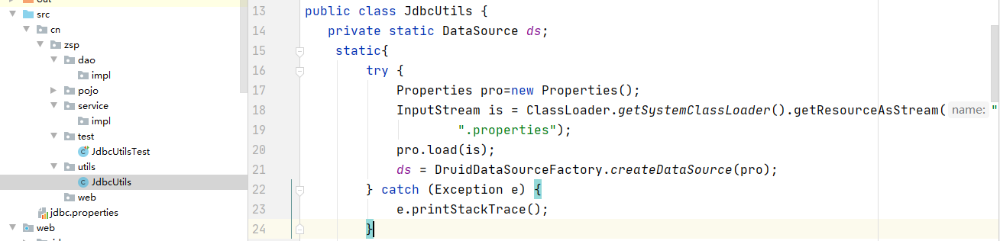 out
src
cn
zsp
dao
impl
pojo
service
impl
test
JdbcUtilsTest
utils
JdbcUtils
web
jdbc.properties
web
13 public class JdbcUtils {
14 private static DataSource ds;
15 static{
16 try {
17 Properties pro=new Properties();
18 InputStream is = ClassLoader.getSystemClassLoader().getResourceAsStream( name: "
19 ".properties");
20 pro.load(is);
21 ds = DruidDataSourceFactory.createDataSource(pro);
22 } catch (Exception e) {
23 e.printStackTrace();
24 }